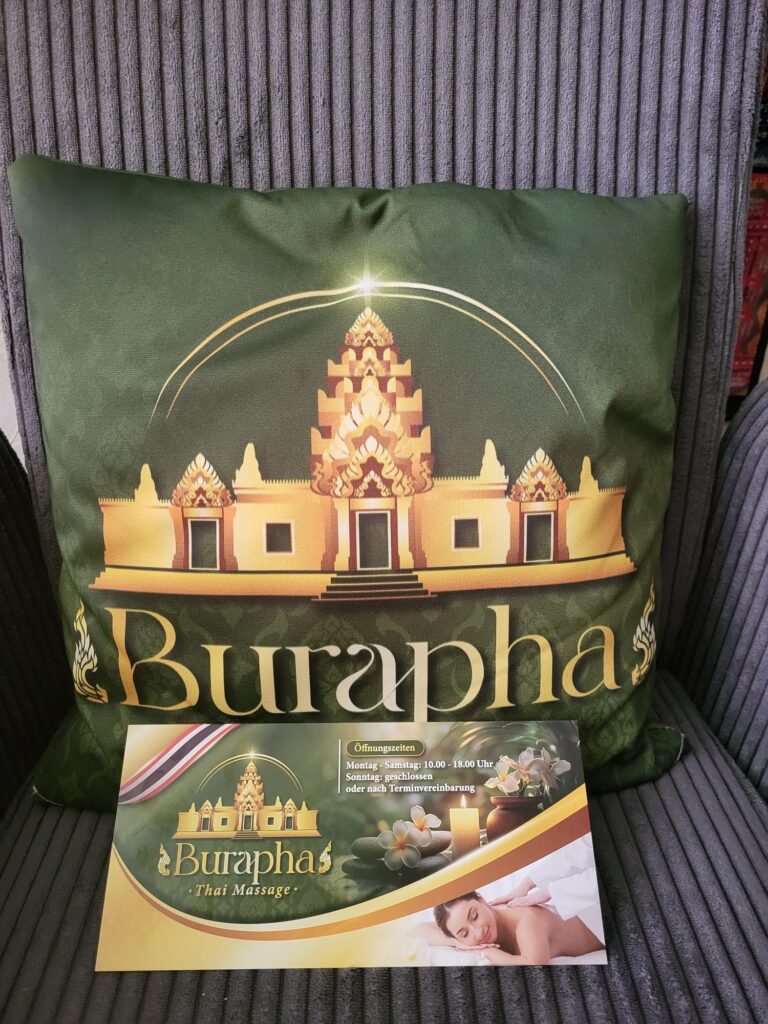 Burapha
Öffnungszeiten
Montag - Samstag: 10.00 - 18.00 Uhr
Sonntag: geschlossen
oder nach Terminvereinbarung
Burapha
· Thai Massage ·